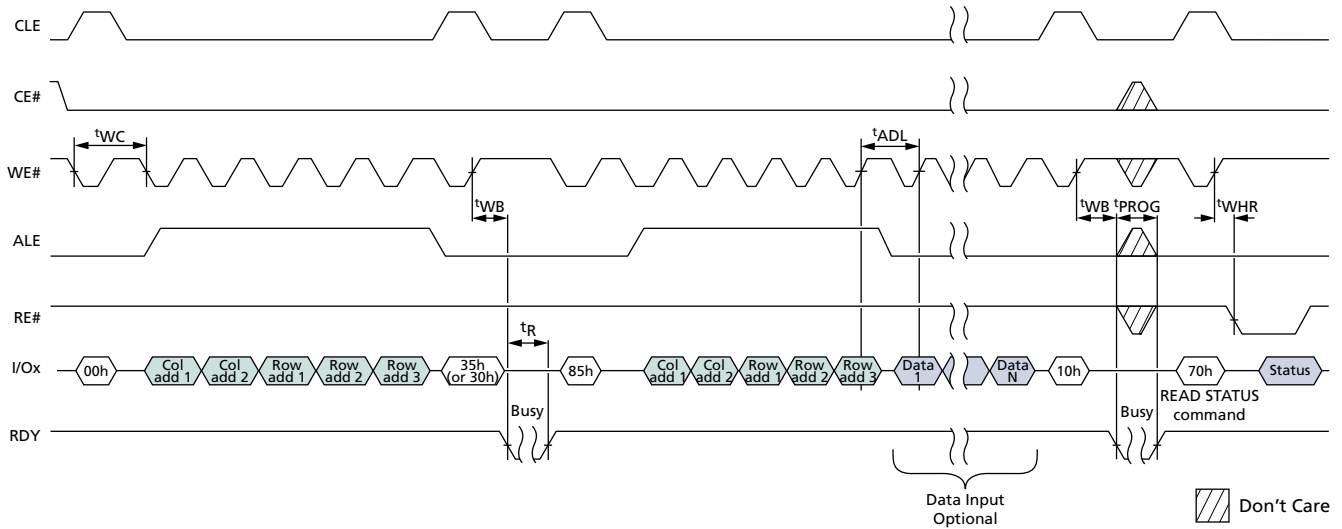 CLE
CE#
tWC
tADL
WE#
tWB
tWB
tPROG
tWHR
ALE
RE#
tR
I/Ox
00h
Col add 1
Col add 2
Row add 1
Row add 2
Row add 3
35h (or 30h)
85h
Col add 1
Col add 2
Row add 1
Row add 2
Row add 3
Data 1
Data N
10h
70h
Status
READ STATUS command
Busy
Busy
RDY
Data Input
Optional
Don't Care